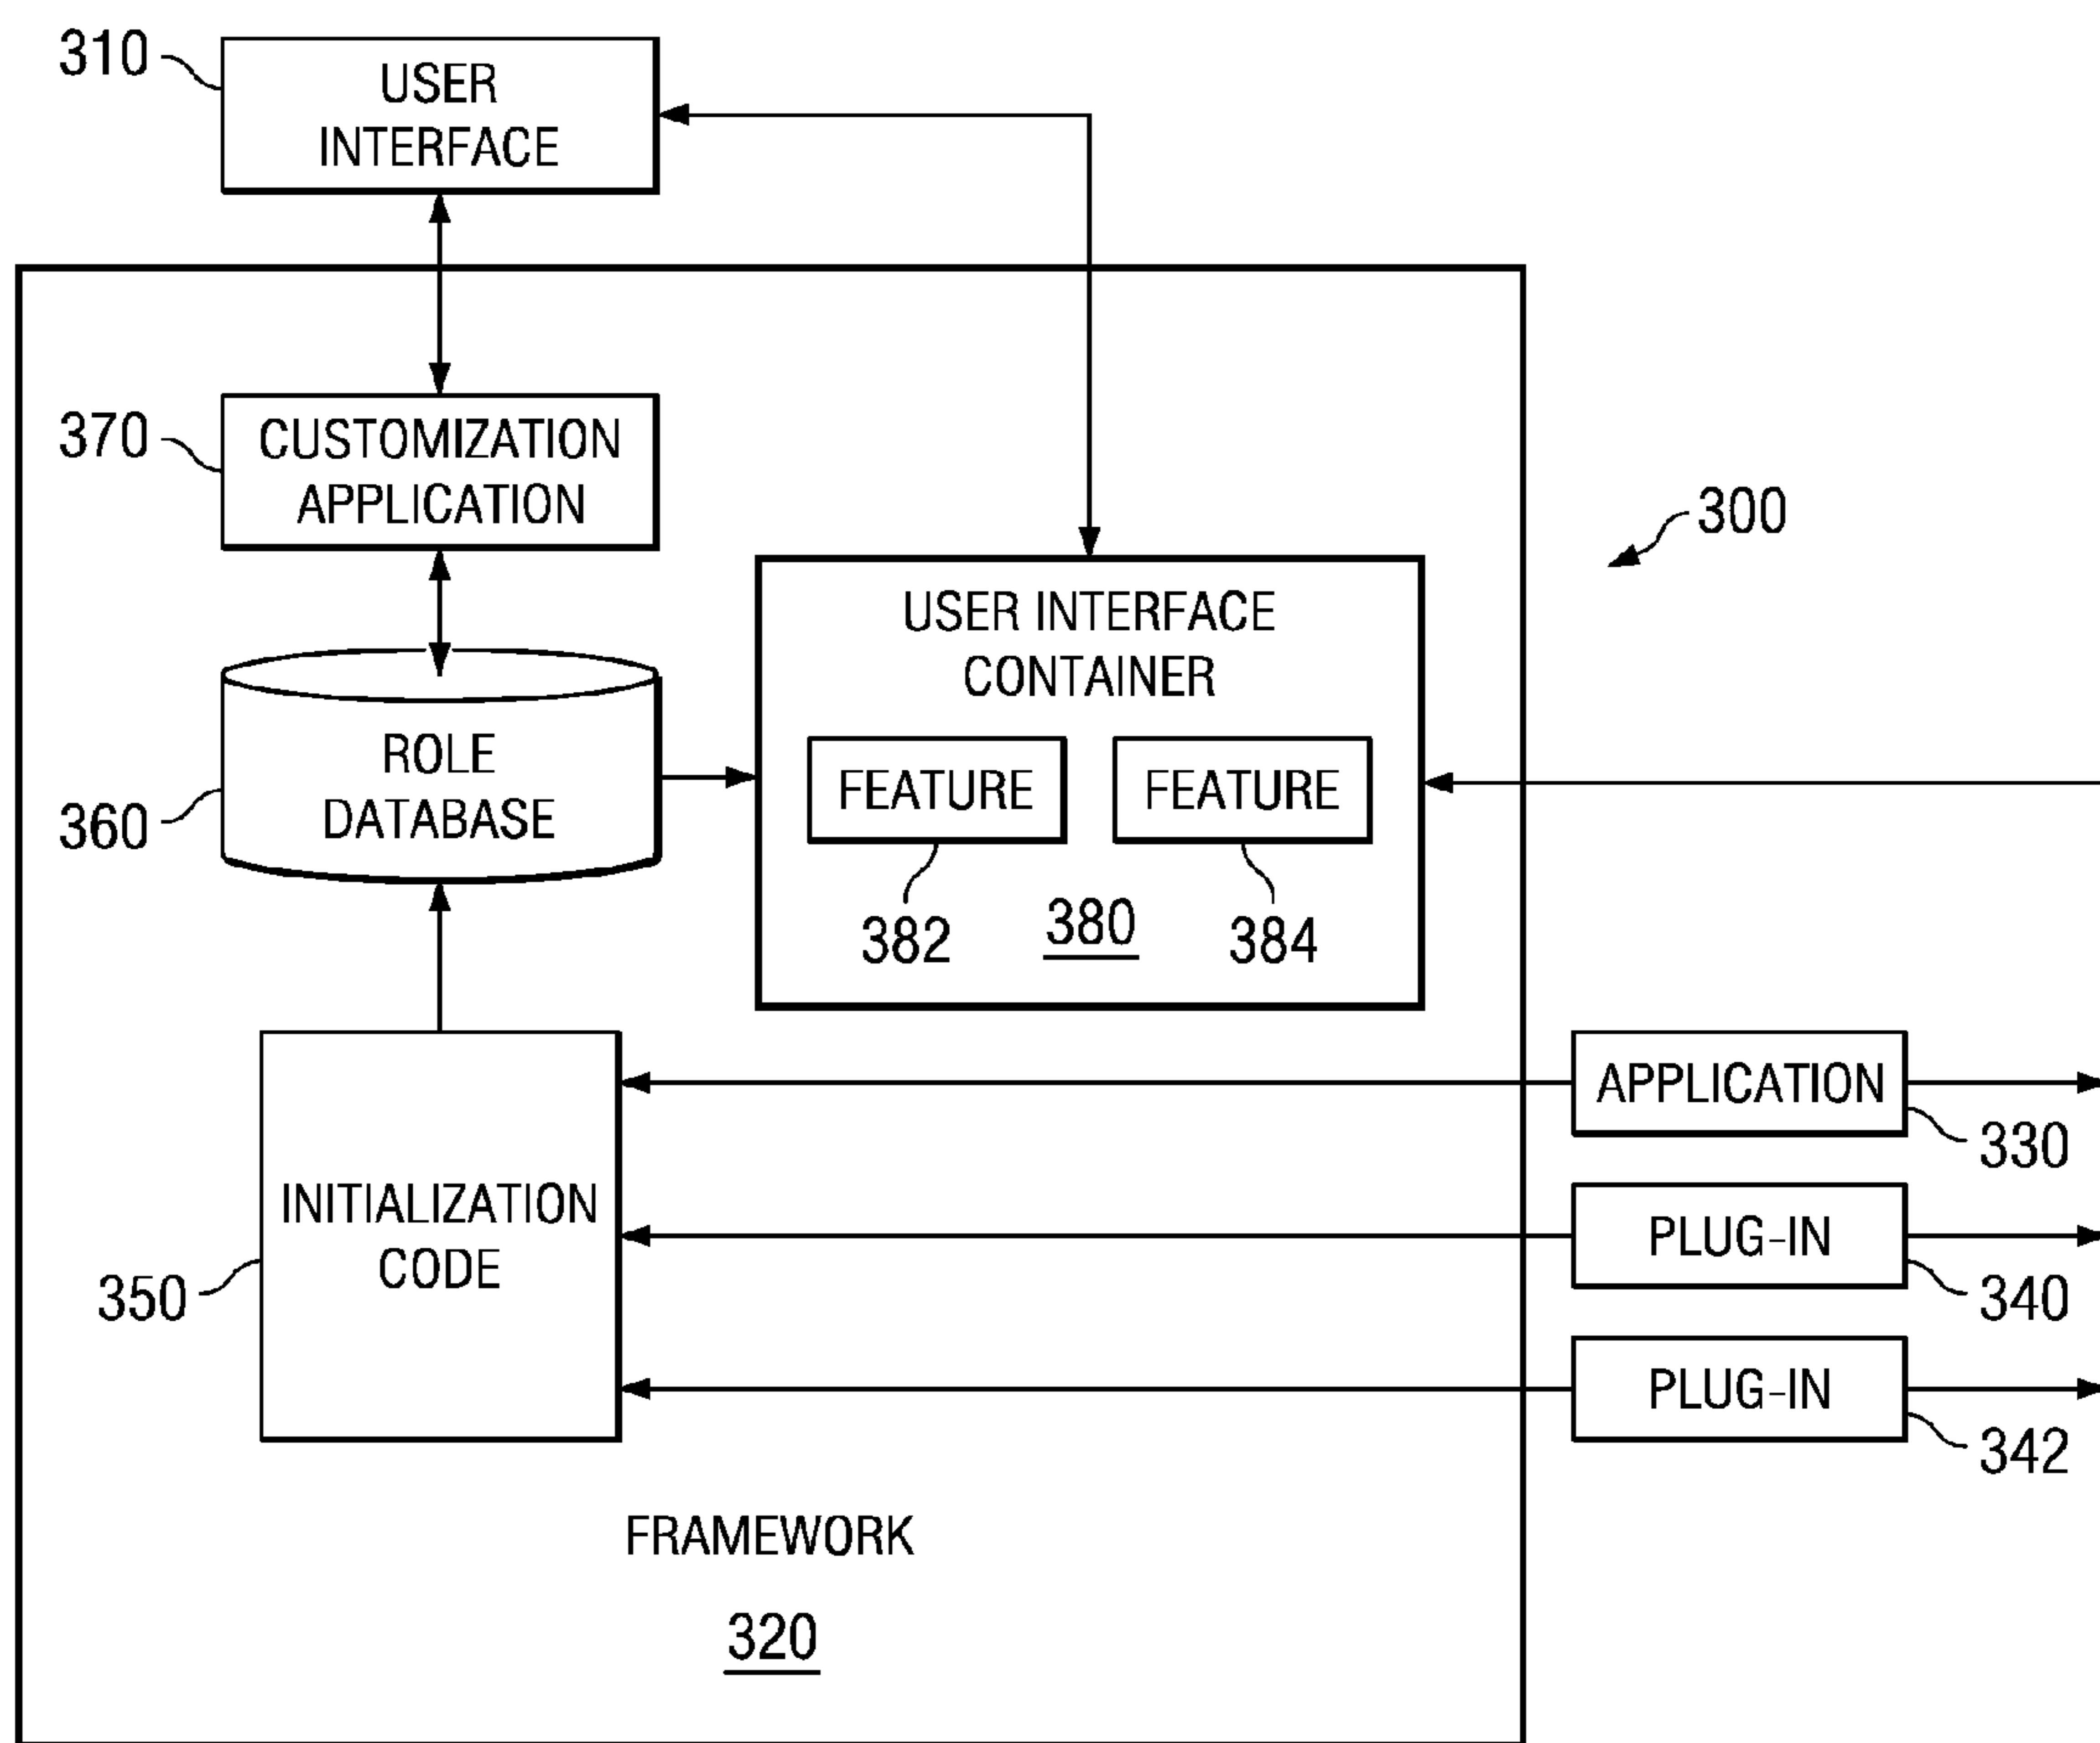 310
USER
INTERFACE
370
CUSTOMIZATION
APPLICATION
300
USER INTERFACE
CONTAINER
ROLE
DATABASE
360
FEATURE
FEATURE
382
380
384
APPLICATION
330
INITIALIZATION
CODE
350
PLUG-IN
340
PLUG-IN
342
FRAMEWORK
320